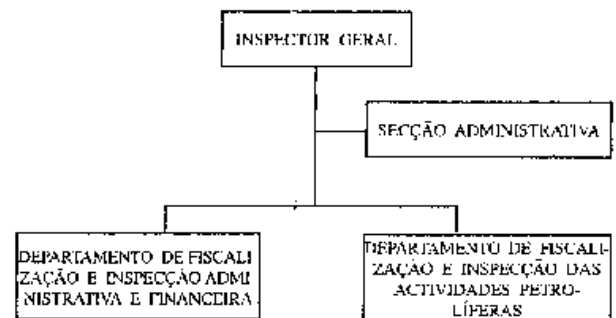 INSPECTOR GERAL
SECÇÃO ADMINISTRATIVA
DEPARTAMENTO DE FISCALI
ZAÇÃO E INSPECÇÃO ADMI
NISTRATIVA E FINANCEIRA
DEPARTAMENTO DE FISCALI-
ZAÇÃO E INSPECÇÃO DAS
ACTIVIDADES PETRO-
LÍFERAS